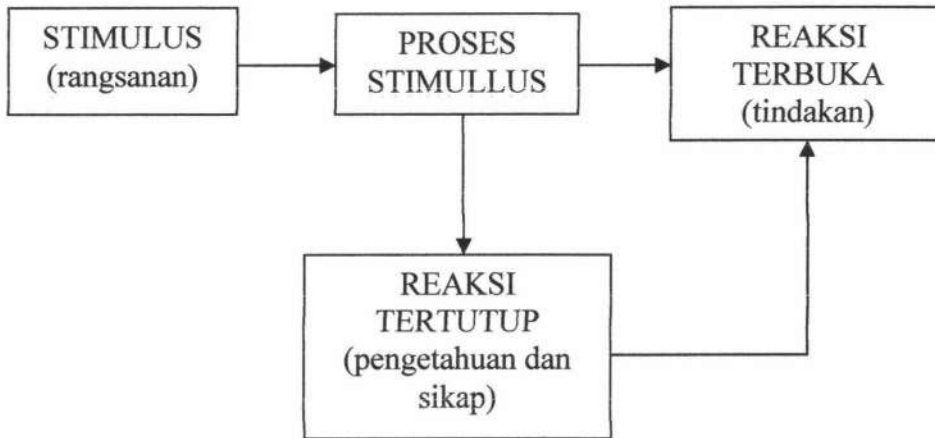 STIMULUS
(rangsanan)
PROSES
STIMULLUS
REAKSI
TERBUKA
(tindakan)
REAKSI
TERTUTUP
(pengetahuan dan
sikap)